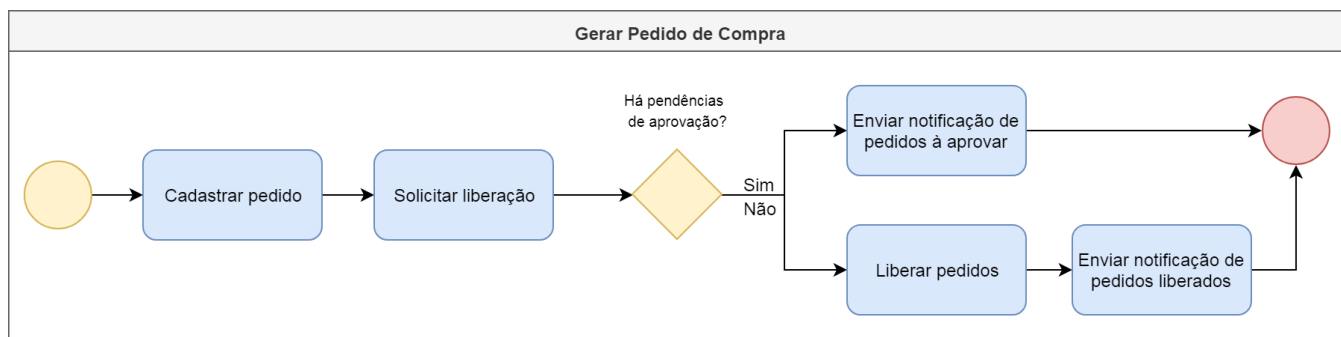 Gerar Pedido de Compra
Cadastrar pedido
Solicitar liberação
Há pendências
de aprovação?
Sim
Não
Enviar notificação de
pedidos à aprovar
Liberar pedidos
Enviar notificação de
pedidos liberados